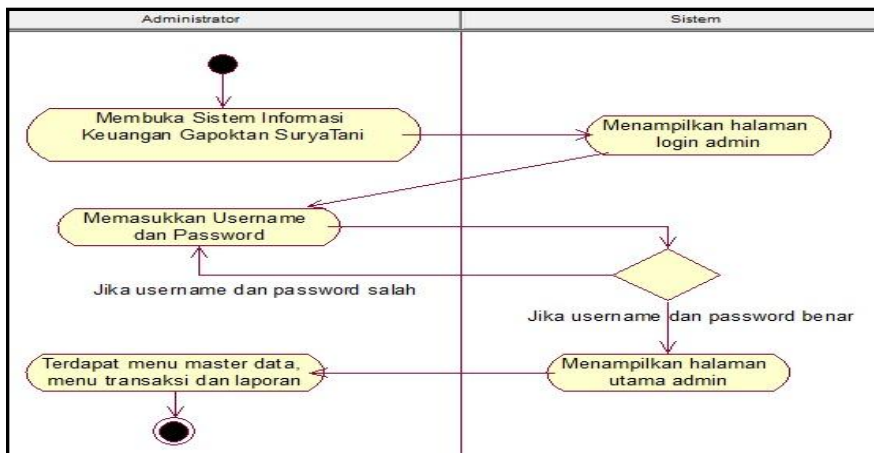 Administrator
Sistem
Membuka Sistem Informasi
Keuangan Gapoktan SuryaTani
Menampilkan halaman
login admin
Memasukkan Username
dan Password
Jika username dan password salah
Jika username dan password benar
Terdapat menu master data,
menu transaksi dan laporan
Menampilkan halaman
utama admin